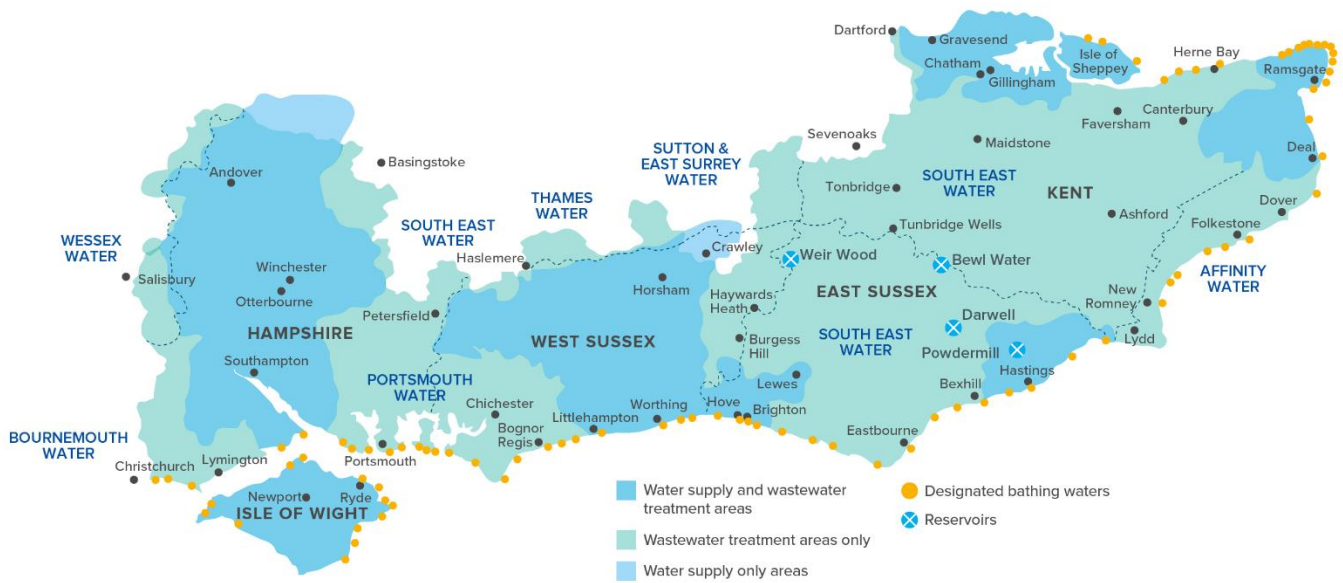 Dartford
Gravesend
Chatham
Gillingham
Isle of
Sheppey
Herne Bay
Ramsgate
Canterbury
Faversham
Sevenoaks
Maidstone
Deal
SUTTON &
EAST SURREY
WATER
Basingstoke
Andover
Tonbridge
SOUTH EAST
WATER
KENT
THAMES
WATER
Dover
Ashford
Folkestone
Tunbridge Wells
SOUTH EAST
WATER
WESSEX
WATER
Crawley
Haslemere
Weir Wood
Bewl Water
Salisbury
Winchester
Otterbourne
Horsham
AFFINITY
WATER
EAST SUSSEX
New
Romney
Haywards
Heath
Petersfield
HAMPSHIRE
Darwell
WEST SUSSEX
Burgess
Hill
SOUTH EAST
WATER
Lydd
Powdermill
Southampton
Hastings
PORTSMOUTH
WATER
Lewes
Bexhill
Chichester
Worthing
Hove
Brighton
Littlehampton
Bognor
Regis
Eastbourne
BOURNEMOUTH
WATER
Christchurch
Lymington
Portsmouth
Newport
Ryde
ISLE OF WIGHT
Water supply and wastewater
treatment areas
Wastewater treatment areas only
Water supply only areas
Designated bathing waters
Reservoirs